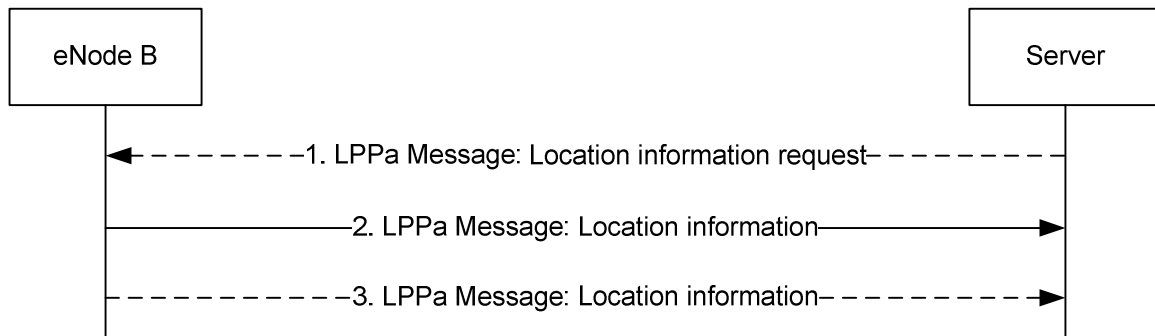 eNode B
Server
1. LPPa Message: Location information request
2. LPPa Message: Location information
3. LPPa Message: Location information